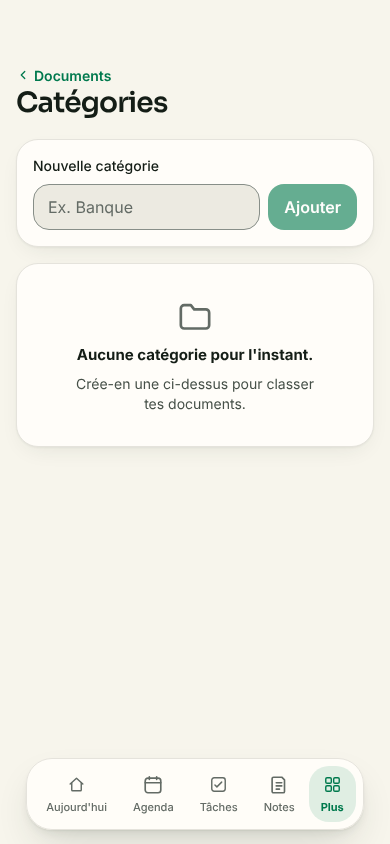 Documents
Catégories
Nouvelle catégorie
Ex. Banque
Ajouter
Aucune catégorie pour l'instant.
Crée-en une ci-dessus pour classer
tes documents.
Aujourd'hui
Agenda
Tâches
Notes
Plus